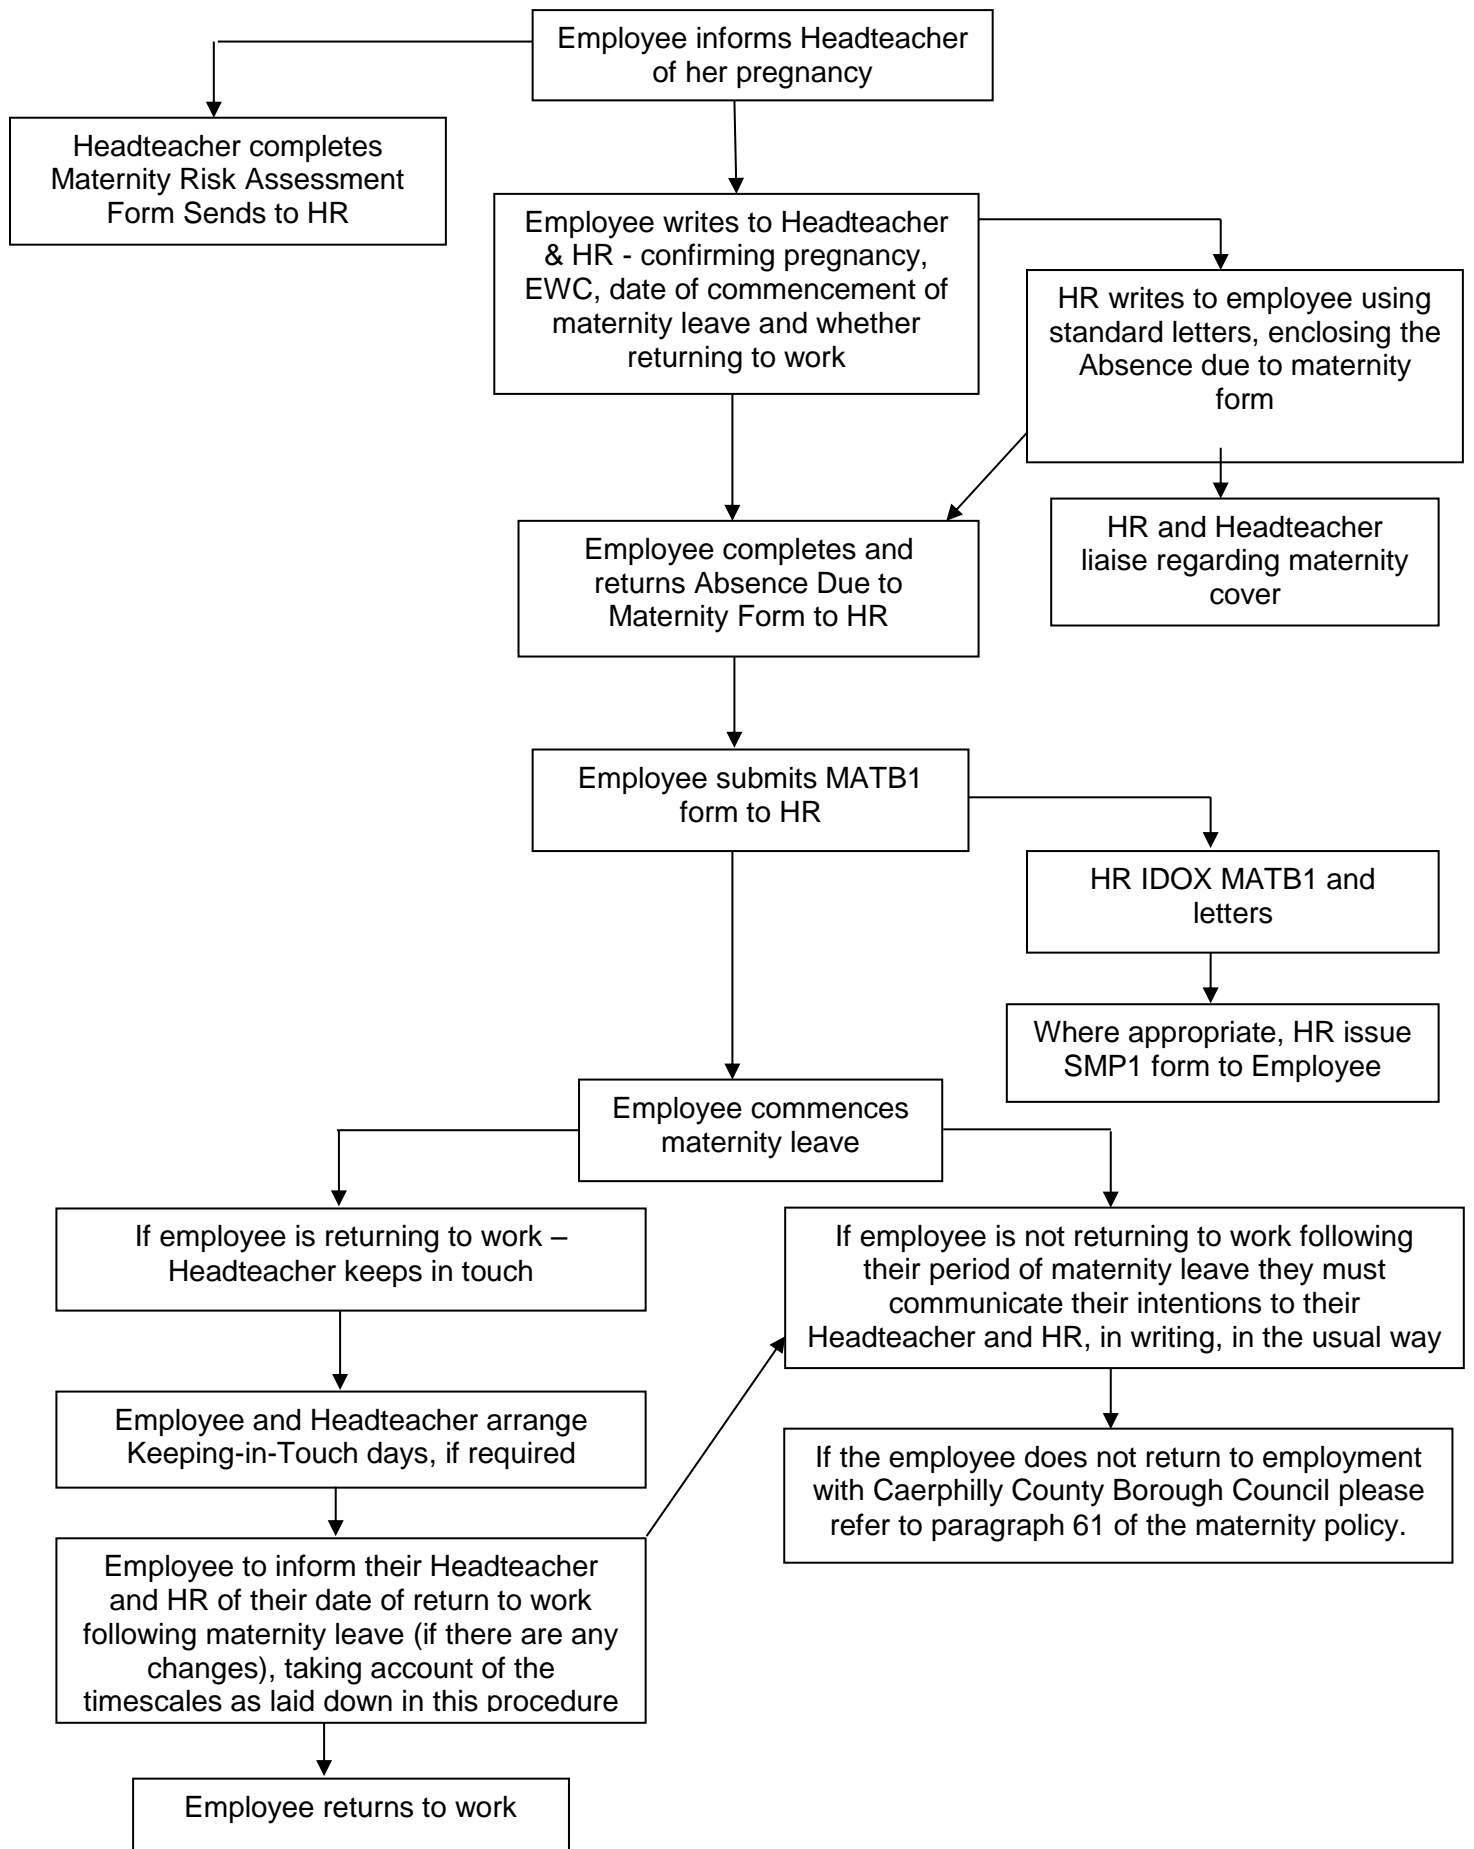 Employee informs Headteacher
of her pregnancy
Headteacher completes
Maternity Risk Assessment
Form Sends to HR
Employee writes to Headteacher
& HR - confirming pregnancy,
EWC, date of commencement of
maternity leave and whether
returning to work
HR writes to employee using
standard letters, enclosing the
Absence due to maternity
form
HR and Headteacher
liaise regarding maternity
cover
Employee completes and
returns Absence Due to
Maternity Form to HR
Employee submits MATB1
form to HR
HR IDOX MATB1 and
letters
Where appropriate, HR issue
SMP1 form to Employee
Employee commences
maternity leave
If employee is returning to work –
Headteacher keeps in touch
Employee and Headteacher arrange
Keeping-in-Touch days, if required
Employee to inform their Headteacher
and HR of their date of return to work
following maternity leave (if there are any
changes), taking account of the
timescales as laid down in this procedure
Employee returns to work
If employee is not returning to work following
their period of maternity leave they must
communicate their intentions to their
Headteacher and HR, in writing, in the usual way
If the employee does not return to employment
with Caerphilly County Borough Council please
refer to paragraph 61 of the maternity policy.